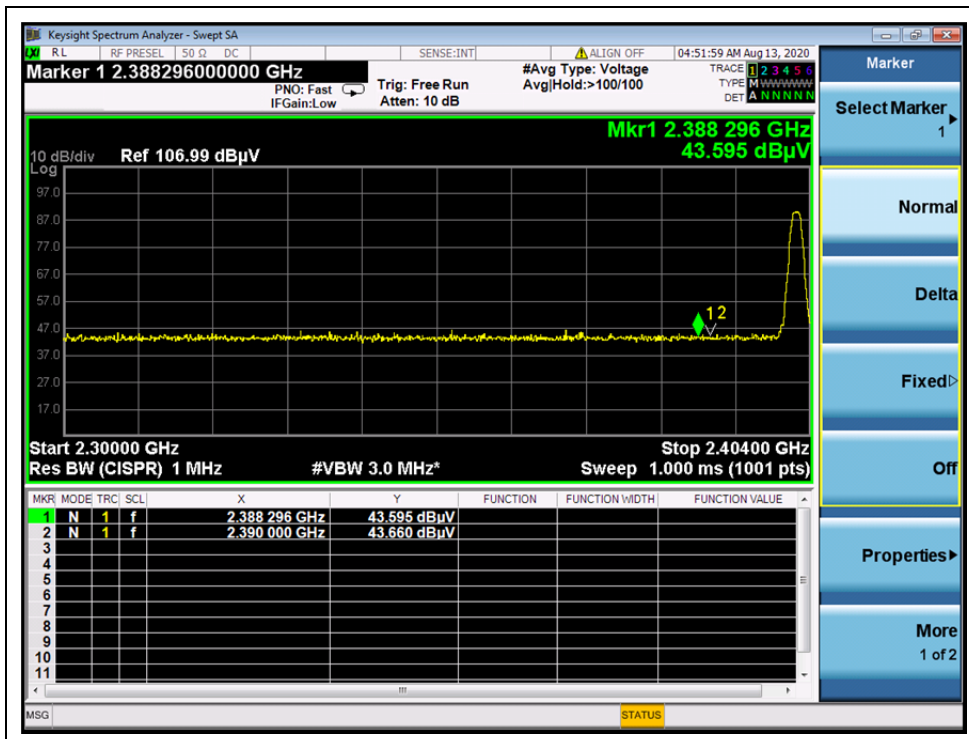 Keysight Spectrum Analyzer - Swept SA
LXI RL RF PRESEL 50 Ω DC SENSE:INT ALIGN OFF 04:51:59 AM Aug 13, 2020
Marker 1 2.388296000000 GHz
#Avg Type: Voltage
TRACE 1 2 3 4 5 6
PNO: Fast
Trig: Free Run
Avg|Hold:>100/100
TYPE M WWWWW
IFGain:Low
Atten: 10 dB
DET A N N N N N
Mkr1 2.388 296 GHz
43.595 dBµV
10 dB/div Ref 106.99 dBµV
Log
97.0
87.0
77.0
67.0
57.0
47.0
37.0
27.0
17.0
1 2
Start 2.30000 GHz Stop 2.40400 GHz
Res BW (CISPR) 1 MHz #VBW 3.0 MHz* Sweep 1.000 ms (1001 pts)
MKR MODE TRC SCL X Y FUNCTION FUNCTION WIDTH FUNCTION VALUE
1 N 1 f 2.388 296 GHz 43.595 dBµV
2 N 1 f 2.390 000 GHz 43.660 dBµV
3
4
5
6
7
8
9
10
11
MSG STATUS
Marker
Select Marker
1
Normal
Delta
Fixed
Off
Properties
More
1 of 2